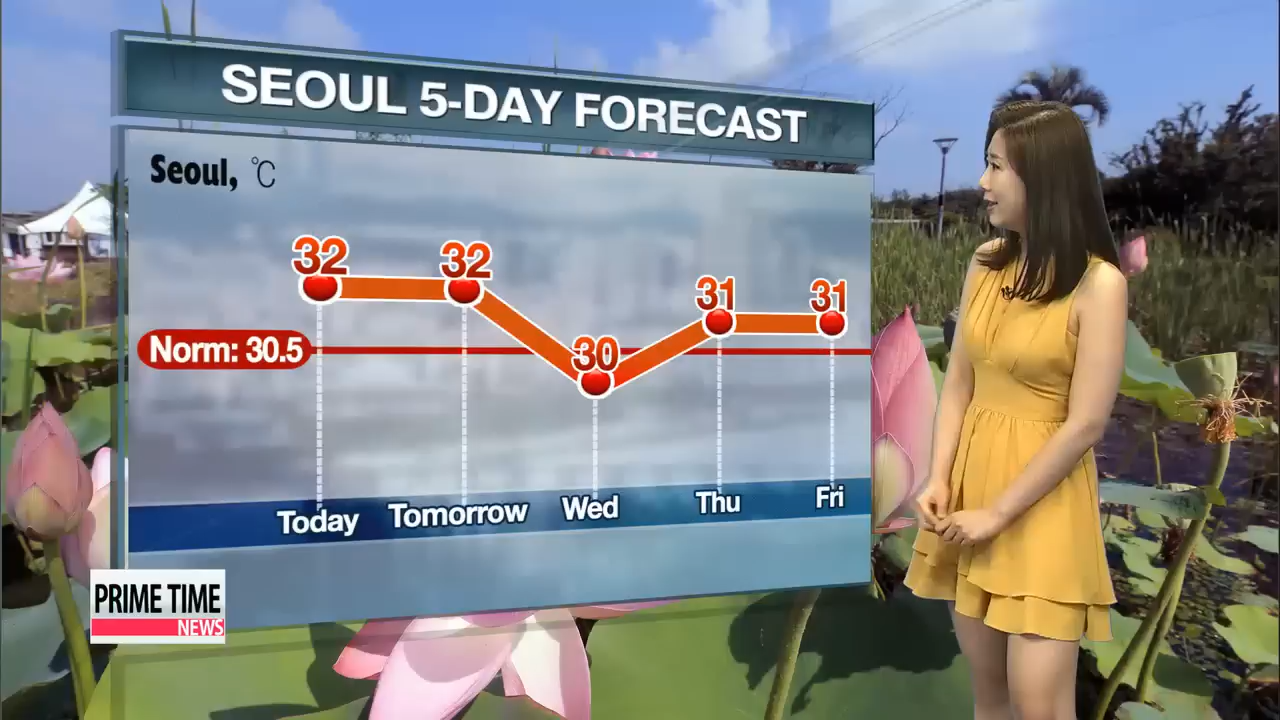 SEOUL 5-DAY FORECAST
Seoul, ℃
32
32
30
31
31
Norm: 30.5
Today
Tomorrow
Wed
Thu
Fri
PRIME TIME
NEWS